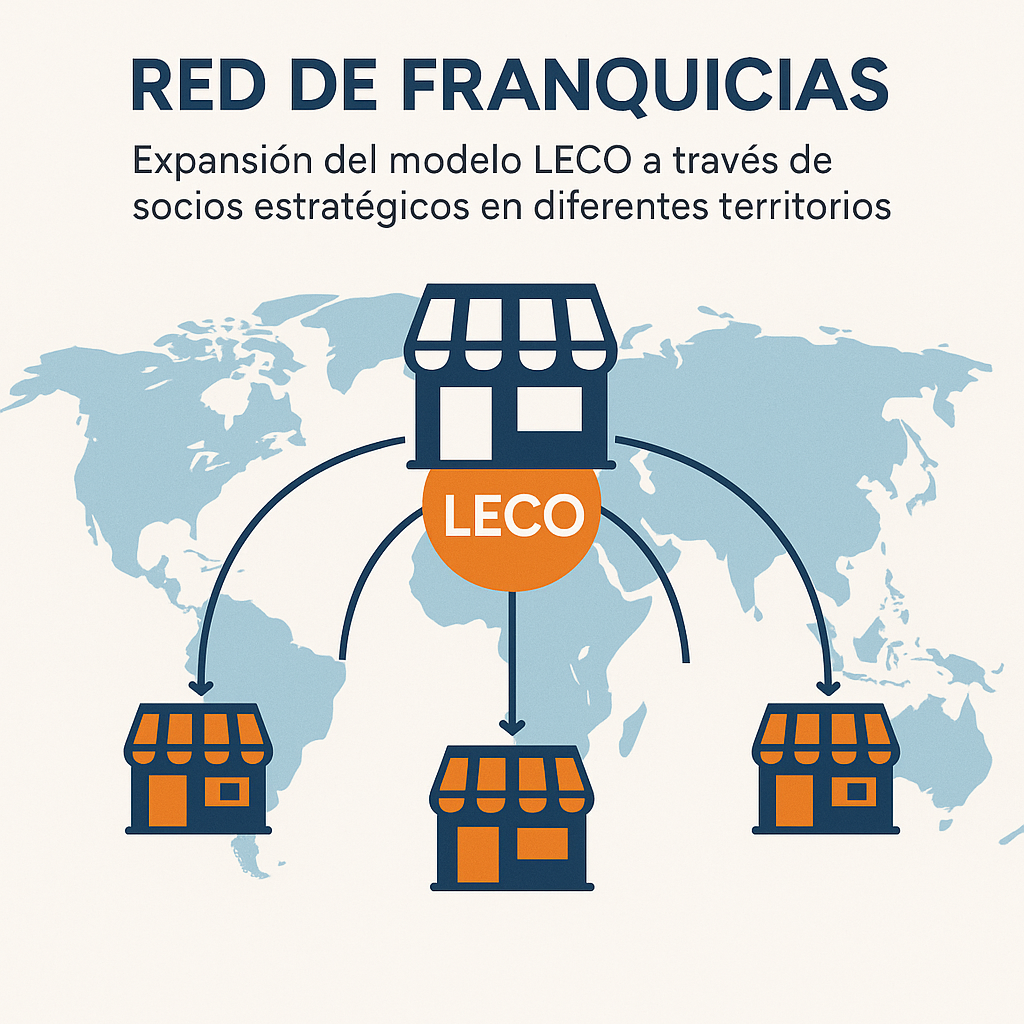 RED DE FRANQUICIAS
Expansión del modelo LECO a través de
socios estratégicos en diferentes territorios
LECO